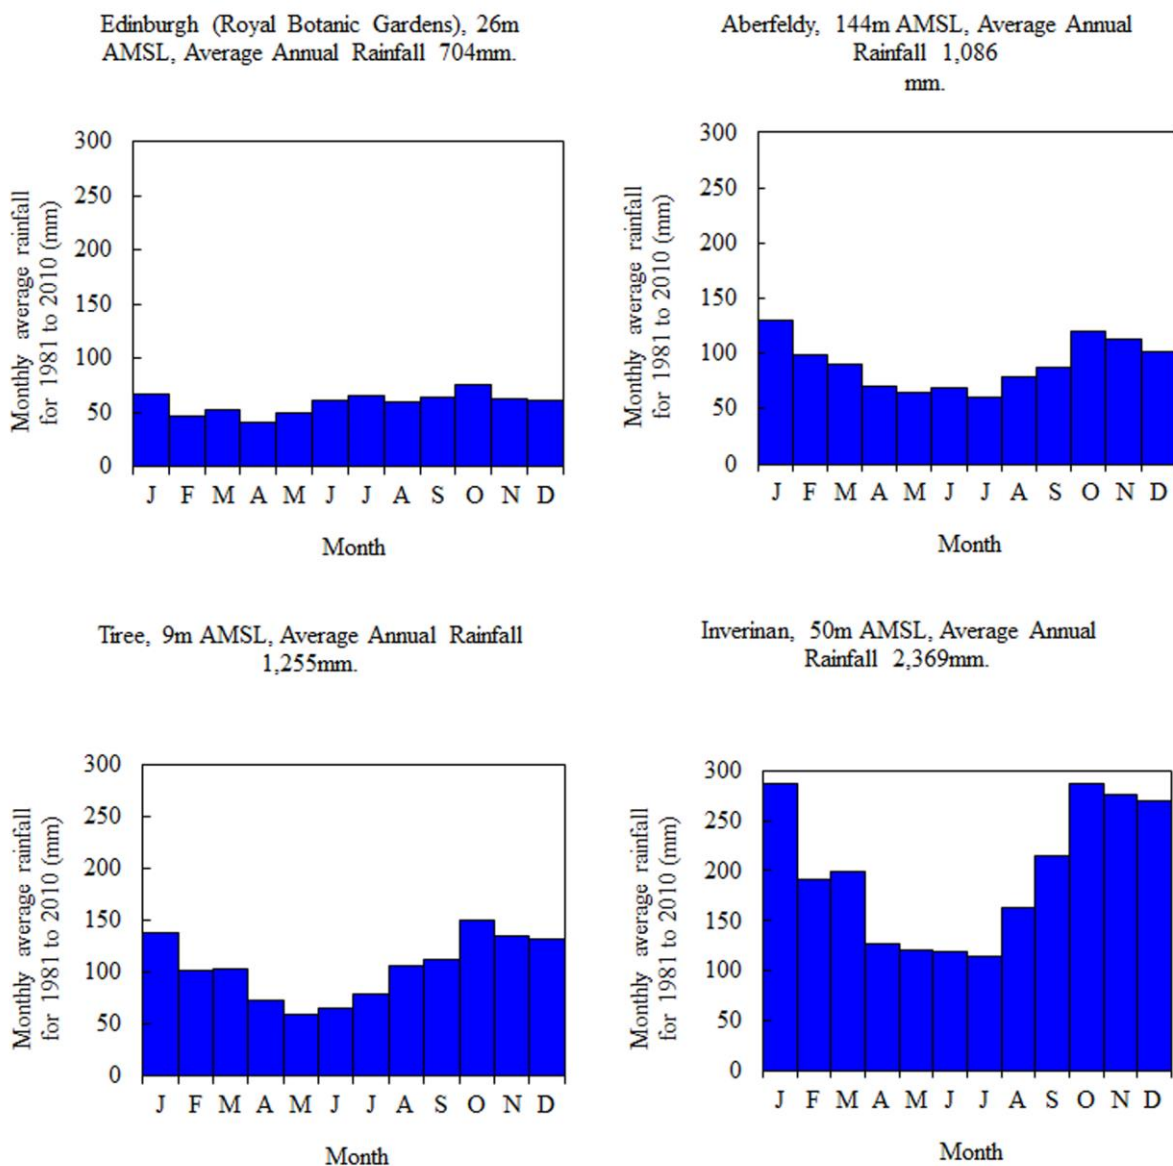 Edinburgh (Royal Botanic Gardens), 26m
AMSL, Average Annual Rainfall 704mm.
Monthly average rainfall
for 1981 to 2010 (mm)
300
250
200
150
100
50
0
J F M A M J J A S O N D
Month
Aberfeldy, 144m AMSL, Average Annual
Rainfall 1,086
mm.
Monthly average rainfall
for 1981 to 2010 (mm)
300
250
200
150
100
50
0
J F M A M J J A S O N D
Month
Tiree, 9m AMSL, Average Annual Rainfall
1,255mm.
Monthly average rainfall
for 1981 to 2010 (mm)
300
250
200
150
100
50
0
J F M A M J J A S O N D
Month
Inverinan, 50m AMSL, Average Annual
Rainfall 2,369mm.
Monthly average rainfall
for 1981 to 2010 (mm)
300
250
200
150
100
50
0
J F M A M J J A S O N D
Month